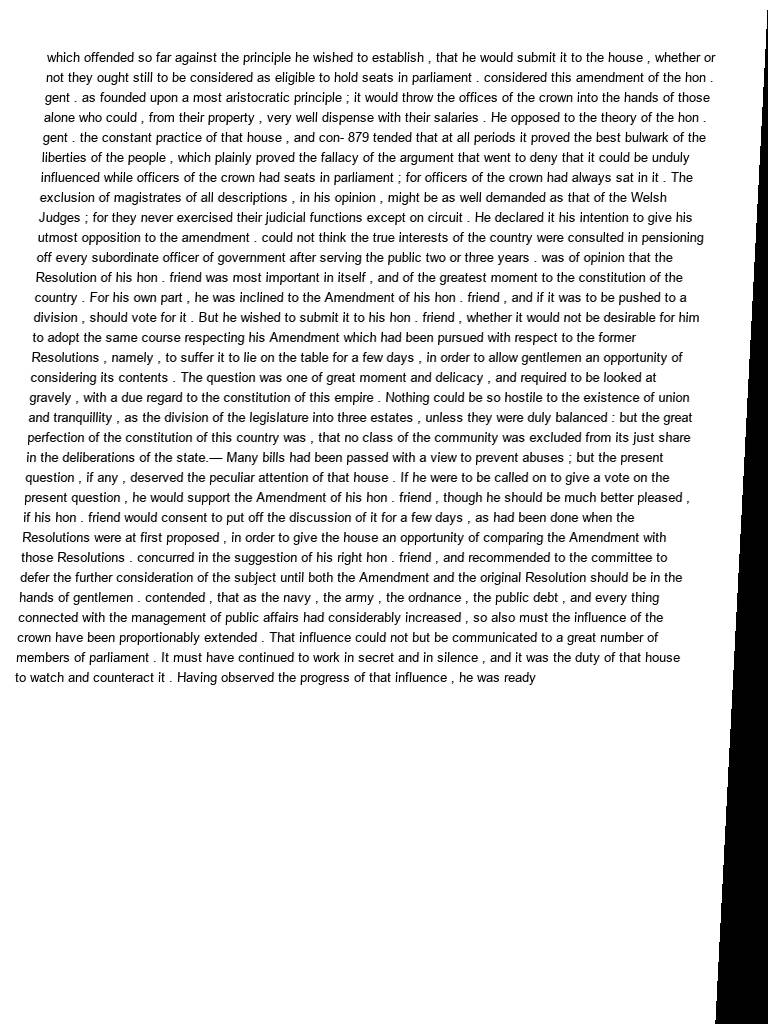 which offended so far against the principle he wished to establish , that he would submit it to the house , whether or
not they ought still to be considered as eligible to hold seats in parliament . considered this amendment of the hon .
gent . as founded upon a most aristocratic principle ; it would throw the offices of the crown into the hands of those
alone who could , from their property , very well dispense with their salaries . He opposed to the theory of the hon .
gent . the constant practice of that house , and con- 879 tended that at all periods it proved the best bulwark of the
liberties of the people , which plainly proved the fallacy of the argument that went to deny that it could be unduly
influenced while officers of the crown had seats in parliament ; for officers of the crown had always sat in it . The
exclusion of magistrates of all descriptions , in his opinion , might be as well demanded as that of the Welsh
Judges ; for they never exercised their judicial functions except on circuit . He declared it his intention to give his
utmost opposition to the amendment . could not think the true interests of the country were consulted in pensioning
off every subordinate officer of government after serving the public two or three years . was of opinion that the
Resolution of his hon . friend was most important in itself , and of the greatest moment to the constitution of the
country . For his own part , he was inclined to the Amendment of his hon . friend , and if it was to be pushed to a
division , should vote for it . But he wished to submit it to his hon . friend , whether it would not be desirable for him
to adopt the same course respecting his Amendment which had been pursued with respect to the former
Resolutions , namely , to suffer it to lie on the table for a few days , in order to allow gentlemen an opportunity of
considering its contents . The question was one of great moment and delicacy , and required to be looked at
gravely , with a due regard to the constitution of this empire . Nothing could be so hostile to the existence of union
and tranquillity , as the division of the legislature into three estates , unless they were duly balanced : but the great
perfection of the constitution of this country was , that no class of the community was excluded from its just share
in the deliberations of the state.— Many bills had been passed with a view to prevent abuses ; but the present
question , if any , deserved the peculiar attention of that house . If he were to be called on to give a vote on the
present question , he would support the Amendment of his hon . friend , though he should be much better pleased ,
if his hon . friend would consent to put off the discussion of it for a few days , as had been done when the
Resolutions were at first proposed , in order to give the house an opportunity of comparing the Amendment with
those Resolutions . concurred in the suggestion of his right hon . friend , and recommended to the committee to
defer the further consideration of the subject until both the Amendment and the original Resolution should be in the
hands of gentlemen . contended , that as the navy , the army , the ordnance , the public debt , and every thing
connected with the management of public affairs had considerably increased , so also must the influence of the
crown have been proportionably extended . That influence could not but be communicated to a great number of
members of parliament . It must have continued to work in secret and in silence , and it was the duty of that house
to watch and counteract it . Having observed the progress of that influence , he was ready